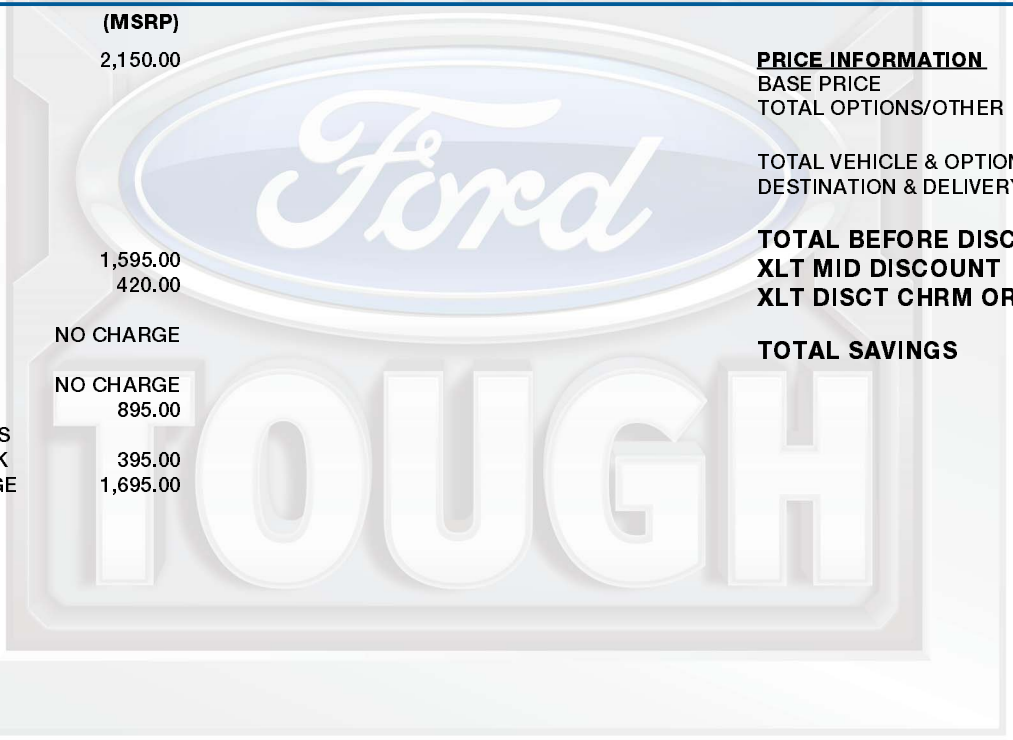 (MSRP)
2,150.00
1,595.00
420.00
NO CHARGE
NO CHARGE
895.00
S
K 395.00
GE 1,695.00
PRICE INFORMATION
BASE PRICE
TOTAL OPTIONS/OTHER
TOTAL VEHICLE & OPTION
DESTINATION & DELIVERY
TOTAL BEFORE DISC
XLT MID DISCOUNT
XLT DISCT CHRM OR
TOTAL SAVINGS
Ford
TOUGH